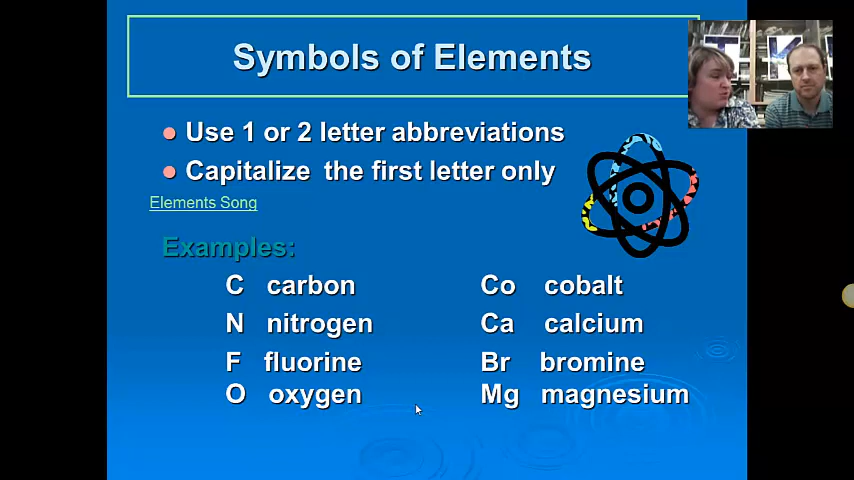 Symbols of Elements
Use 1 or 2 letter abbreviations
Capitalize the first letter only
Elements Song
Examples:
C carbon Co cobalt
N nitrogen Ca calcium
F fluorine Br bromine
O oxygen Mg magnesium